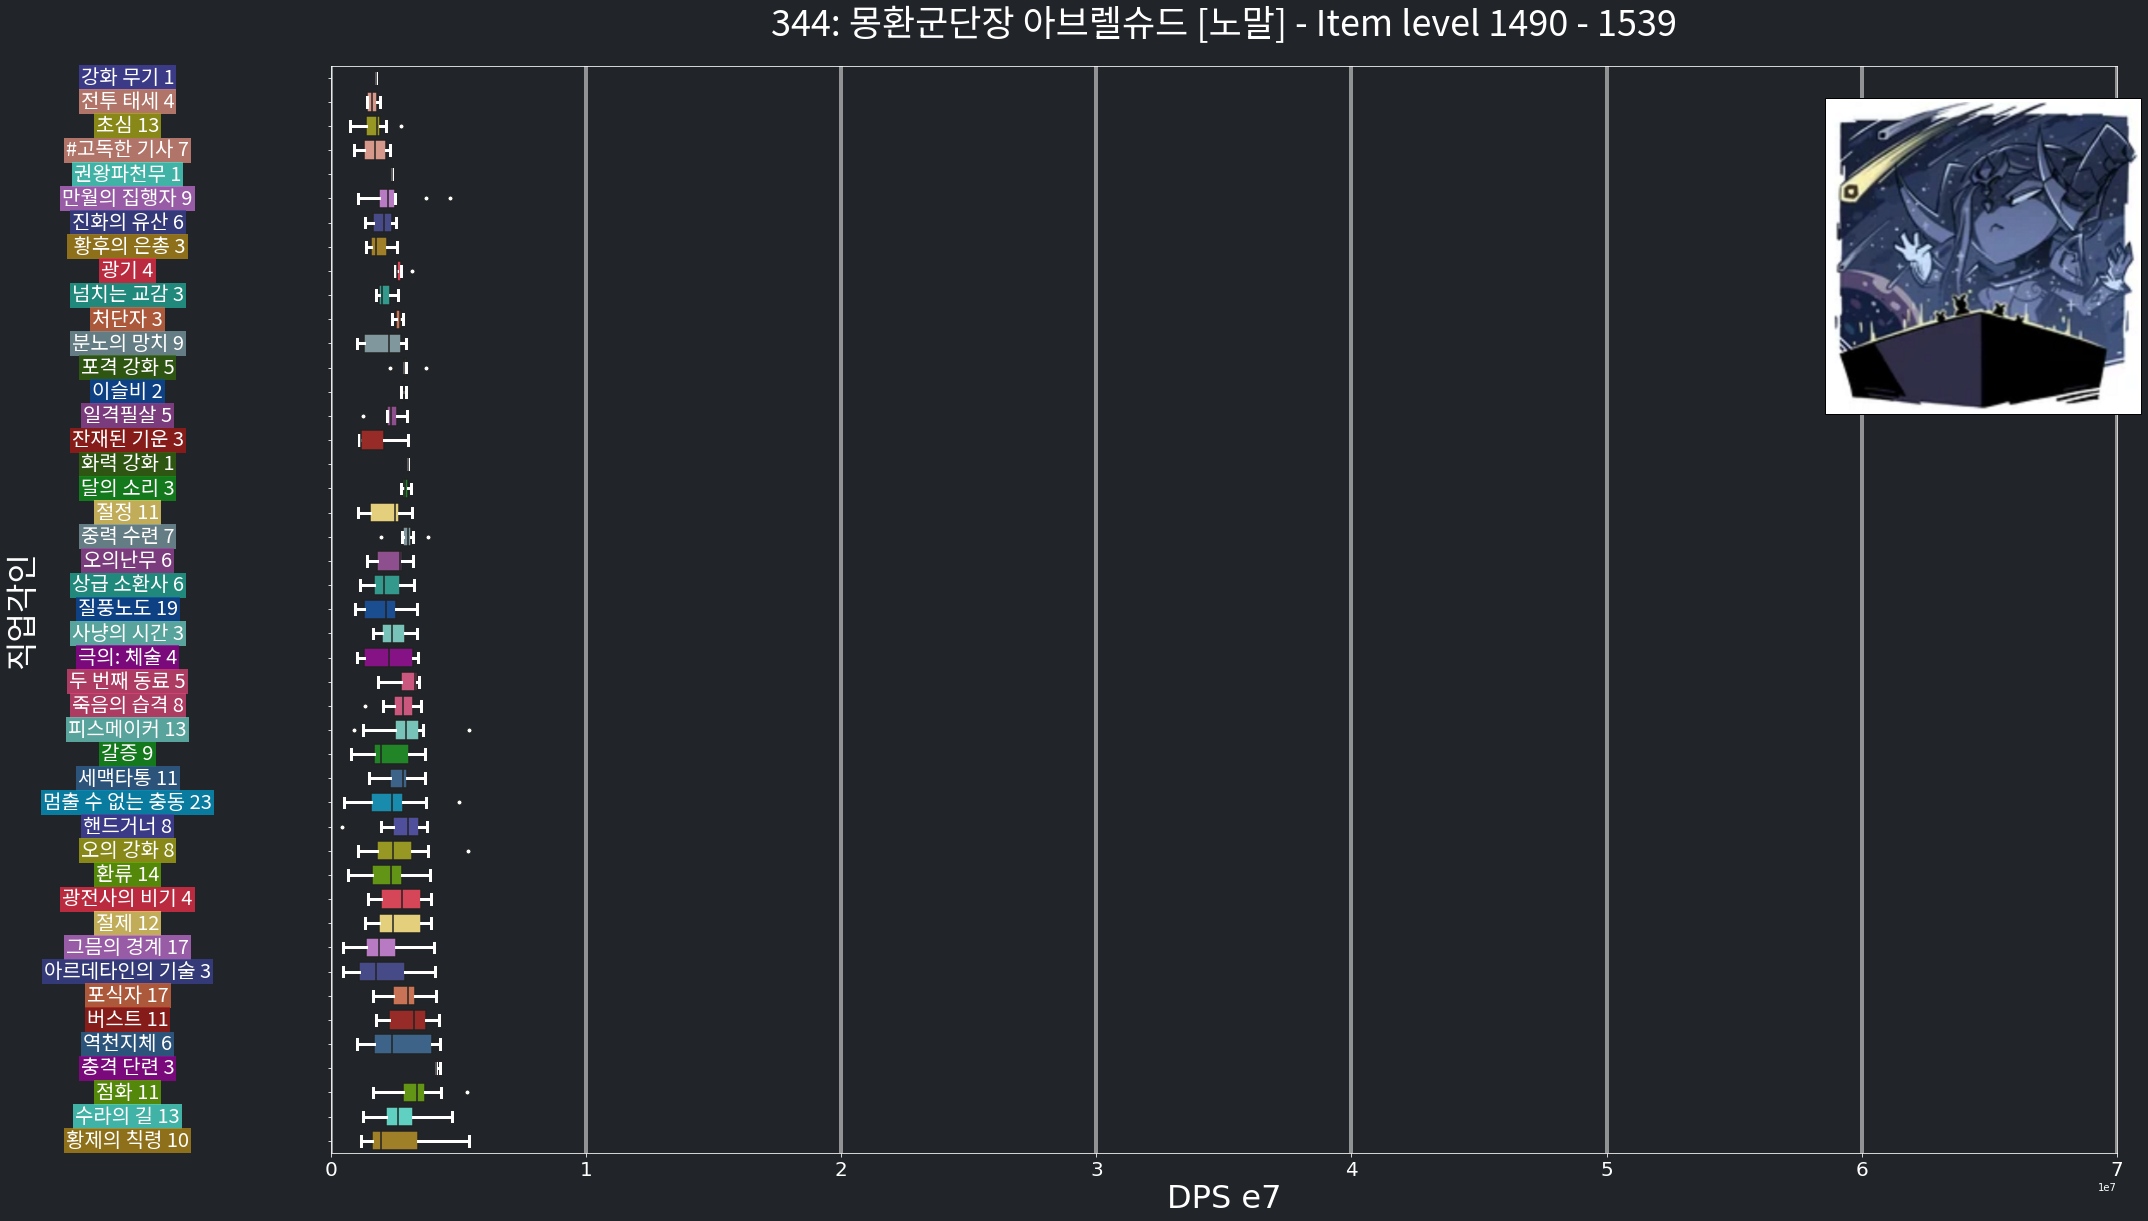 344: 몽환군단장 아브렐슈드 [노말] - Item level 1490 - 1539
직업각인
강화 무기 1
전투 태세 4
초심 13
#고독한 기사 7
권왕파천무 1
만월의 집행자 9
진화의 유산 6
황후의 은총 3
광기 4
넘치는 교감 3
처단자 3
분노의 망치 9
포격 강화 5
이슬비 2
일격필살 5
잔재된 기운 3
화력 강화 1
달의 소리 3
절정 11
중력 수련 7
오의난무 6
상급 소환사 6
질풍노도 19
사냥의 시간 3
극의: 체술 4
두 번째 동료 5
죽음의 습격 8
피스메이커 13
갈증 9
세맥타통 11
멈출 수 없는 충동 23
핸드거너 8
오의 강화 8
환류 14
광전사의 비기 4
절제 12
그믐의 경계 17
아르데타인의 기술 3
포식자 17
버스트 11
역천지체 6
충격 단련 3
점화 11
수라의 길 13
황제의 칙령 10
0 1 2 3 4 5 6 7
1e7
DPS e7